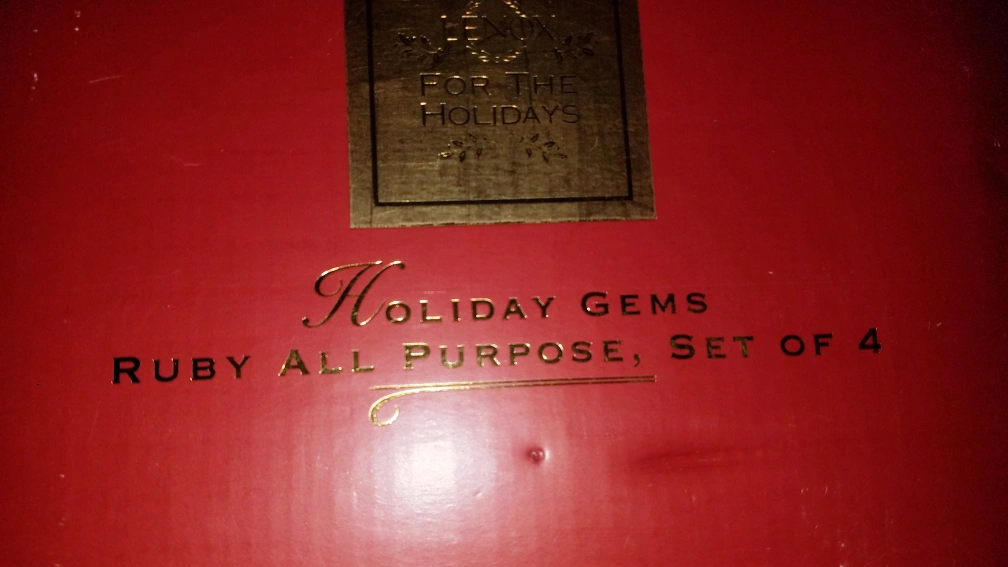 LENOX
FOR THE
HOLIDAYS
HOLIDAY GEMS
RUBY ALL PURPOSE, SET OF 4